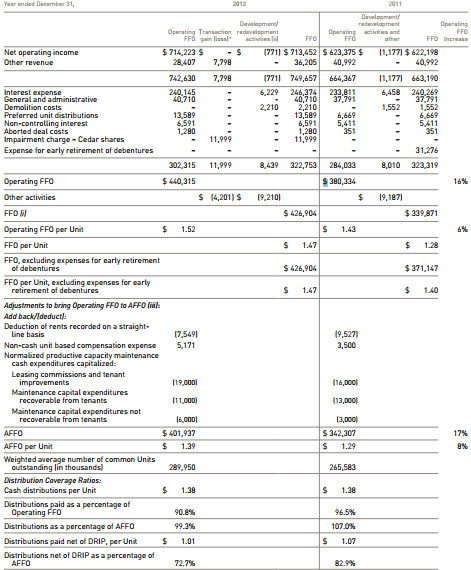 Year ended December 31, 2012 2011
Development/
Development/ redevelopment Operating
Operating Transaction redevelopment Operating activities and FFO
FFO gain (loss)* activities (ii) FFO FFO other FFO Increase
Net operating income $ 714,223 $ - $ (771) $ 713,452 $ 623,375 $ (1,177) $ 622,198
Other revenue 28,407 7,798 - 36,205 40,992 - 40,992
742,630 7,798 (771) 749,657 664,367 (1,177) 663,190
Interest expense 240,145 - 6,229 246,374 233,811 6,458 240,269
General and administrative 40,710 - - 40,710 37,791 - 37,791
Demolition costs - - 2,210 2,210 - 1,552 1,552
Preferred unit distributions 13,589 - - 13,589 6,669 - 6,669
Non-controlling interest 6,591 - - 6,591 5,411 - 5,411
Aborted deal costs 1,280 - - 1,280 351 - 351
Impairment charge - Cedar shares - 11,999 - 11,999 - - -
Expense for early retirement of debentures - - - - - - 31,276
302,315 11,999 8,439 322,753 284,033 8,010 323,319
Operating FFO $ 440,315 $ 380,334 16%
Other activities $ (4,201) $ (9,210) $ (9,187)
FFO (i) $ 426,904 $ 339,871
Operating FFO per Unit $ 1.52 $ 1.43 6%
FFO per Unit $ 1.47 $ 1.28
FFO, excluding expenses for early retirement
of debentures $ 426,904 $ 371,147
FFO per Unit, excluding expenses for early
retirement of debentures $ 1.47 $ 1.40
Adjustments to bring Operating FFO to AFFO (iii):
Add back/(deduct):
Deduction of rents recorded on a straight-
line basis (7,549) (9,527)
Non-cash unit based compensation expense 5,171 3,500
Normalized productive capacity maintenance
cash expenditures capitalized:
Leasing commissions and tenant
improvements (19,000) (16,000)
Maintenance capital expenditures
recoverable from tenants (11,000) (13,000)
Maintenance capital expenditures not
recoverable from tenants (6,000) (3,000)
AFFO $ 401,937 $ 342,307 17%
AFFO per Unit $ 1.39 $ 1.29 8%
Weighted average number of common Units
outstanding (in thousands) 289,950 265,583
Distribution Coverage Ratios:
Cash distributions per Unit $ 1.38 $ 1.38
Distributions paid as a percentage of
Operating FFO 90.8% 96.5%
Distributions as a percentage of AFFO 99.3% 107.0%
Distributions paid net of DRIP, per Unit $ 1.01 $ 1.07
Distributions net of DRIP as a percentage of
AFFO 72.7% 82.9%